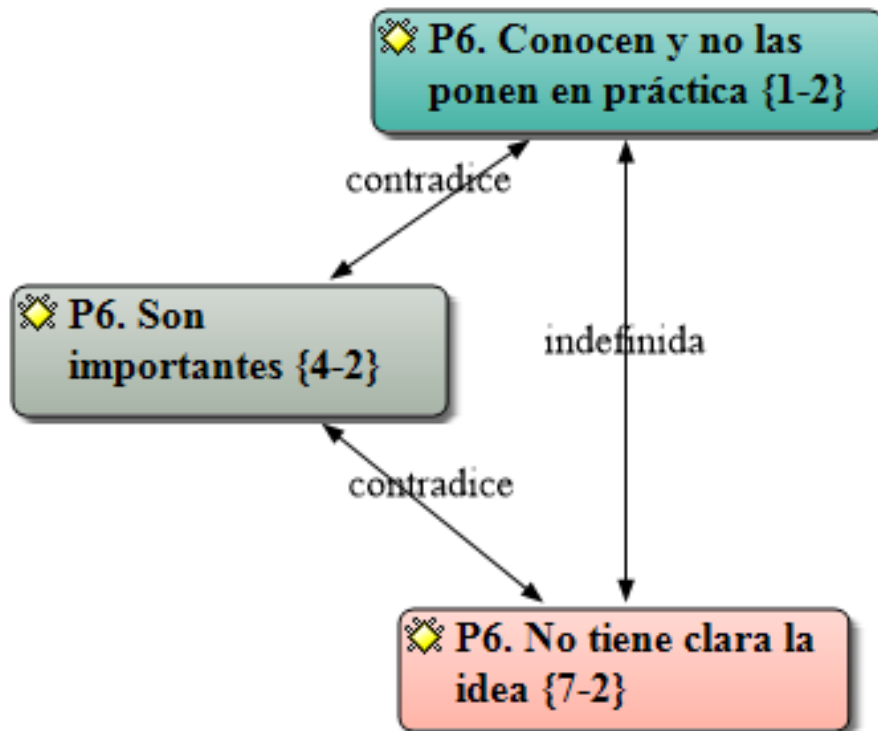 P6. Conocen y no las
ponen en práctica {1-2}
contradice
P6. Son
importantes {4-2}
indefinida
contradice
P6. No tiene clara la
idea {7-2}